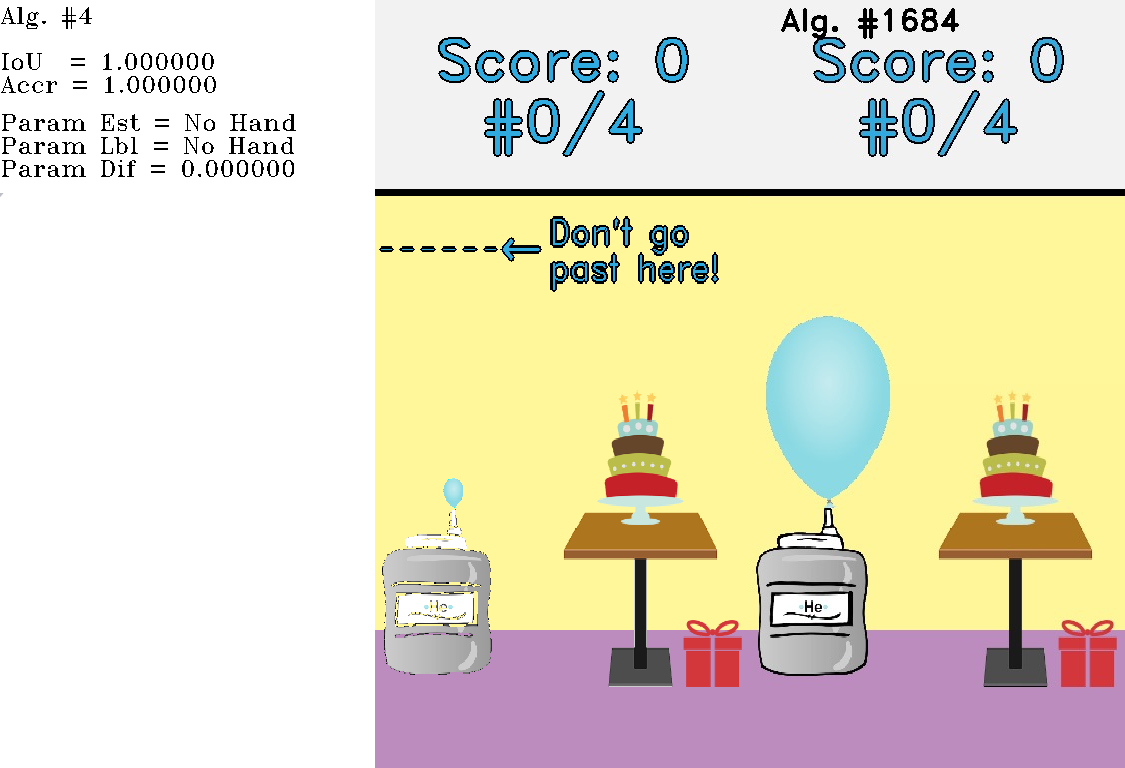 Alg. #4
IoU = 1.000000
Accr = 1.000000
Param Est = No Hand
Param Lbl = No Hand
Param Dif = 0.000000
Score: 0
#0/4
Alg. #1684
Score: 0
#0/4
Don't go
past here!
He
He